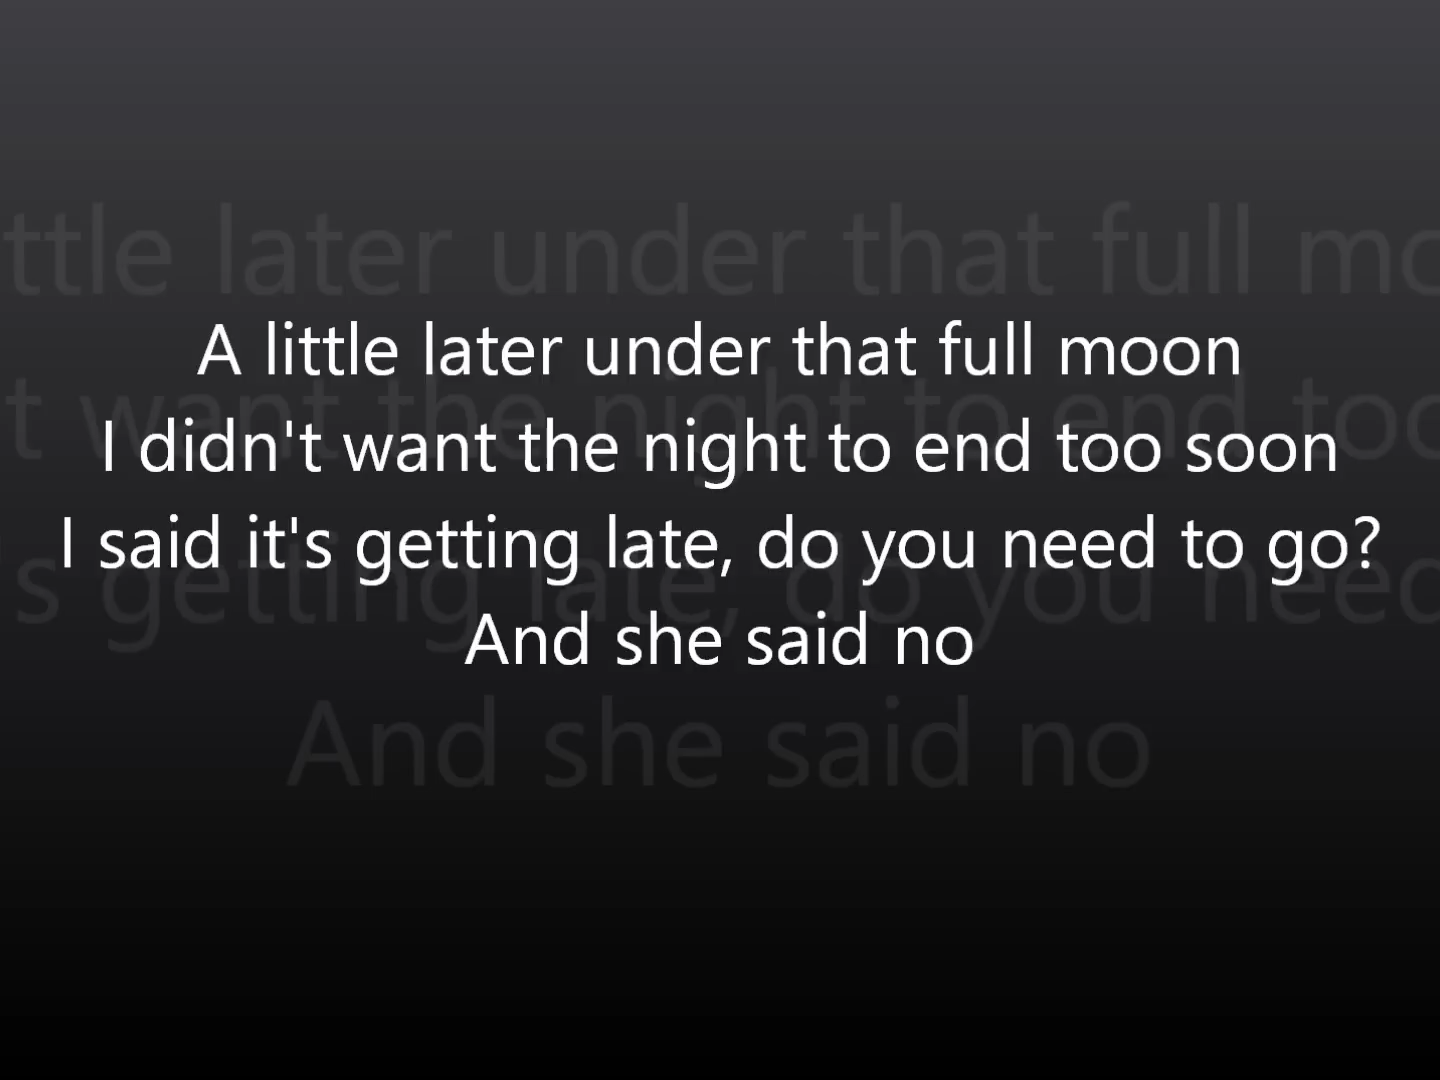 A little later under that full moon
I didn't want the night to end too soon
I said it's getting late, do you need to go?
And she said no